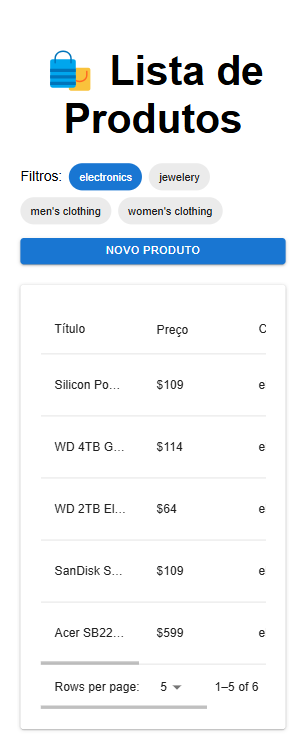 Lista de
Produtos
Filtros: electronics jewelery
men's clothing women's clothing
NOVO PRODUTO
Título Preço C
Silicon Po... $109 e
WD 4TB G... $114 e
WD 2TB El... $64 e
SanDisk S... $109 e
Acer SB22... $599 e
Rows per page: 5 1–5 of 6